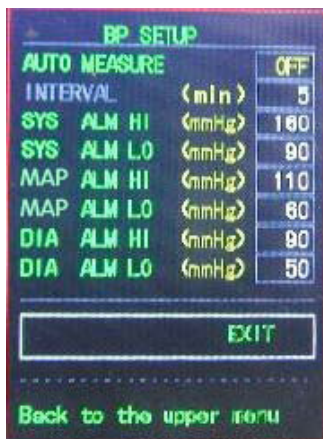 BP SETUP
AUTO MEASURE OFF
INTERVAL (min) 5
SYS ALM HI (mmHg) 160
SYS ALM LO (mmHg) 90
MAP ALM HI (mmHg) 110
MAP ALM LO (mmHg) 60
DIA ALM HI (mmHg) 90
DIA ALM LO (mmHg) 50
EXIT
Back to the upper menu